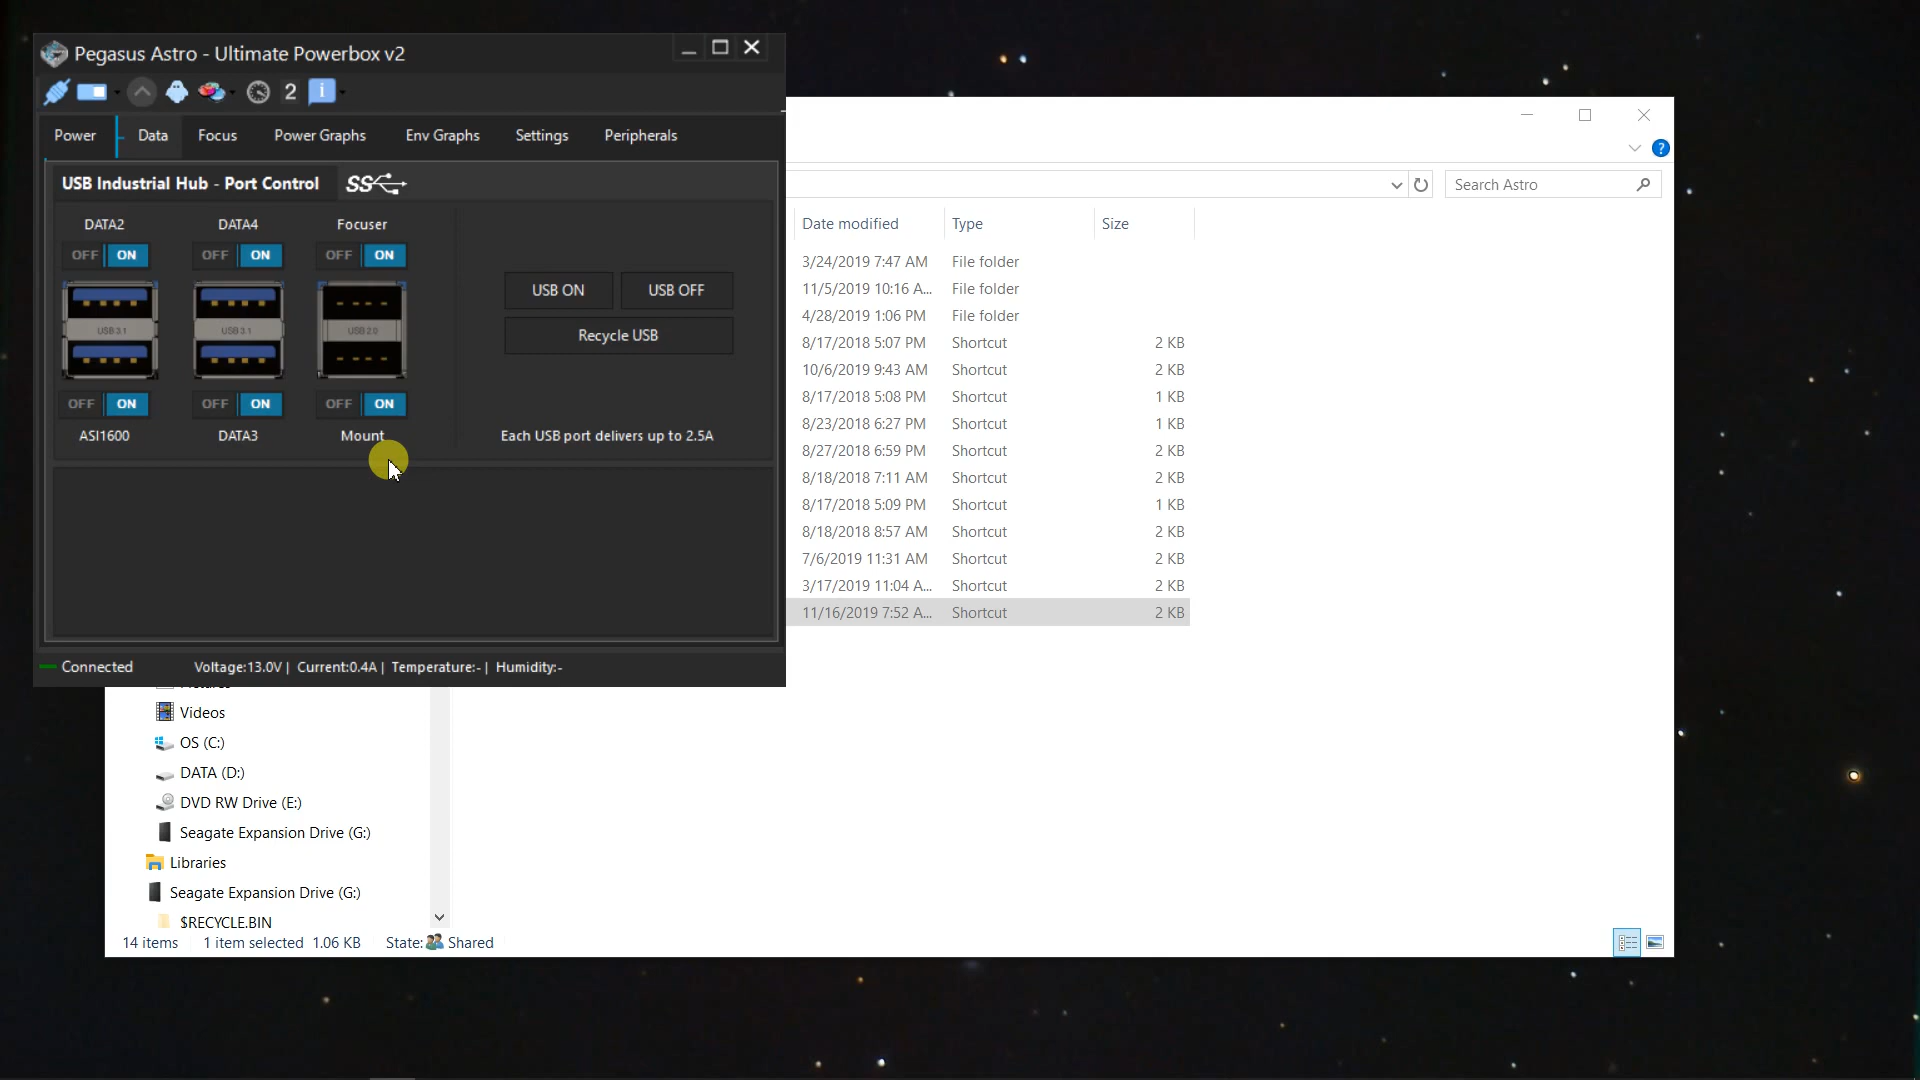 Pegasus Astro - Ultimate Powerbox v2
2 i
Power Data Focus Power Graphs Env Graphs Settings Peripherals
USB Industrial Hub - Port Control SS
DATA2 DATA4 Focuser
OFF ON OFF ON OFF ON
USB 3.1 USB 3.1 USB 2.0
USB ON USB OFF
Recycle USB
OFF ON OFF ON OFF ON
ASI1600 DATA3 Mount
Each USB port delivers up to 2.5A
Connected Voltage:13.0V | Current:0.4A | Temperature:- | Humidity:-
?
Search Astro
Date modified Type Size
3/24/2019 7:47 AM File folder
11/5/2019 10:16 A... File folder
4/28/2019 1:06 PM File folder
8/17/2018 5:07 PM Shortcut 2 KB
10/6/2019 9:43 AM Shortcut 2 KB
8/17/2018 5:08 PM Shortcut 1 KB
8/23/2018 6:27 PM Shortcut 1 KB
8/27/2018 6:59 PM Shortcut 2 KB
8/18/2018 7:11 AM Shortcut 2 KB
8/17/2018 5:09 PM Shortcut 1 KB
8/18/2018 8:57 AM Shortcut 2 KB
7/6/2019 11:31 AM Shortcut 2 KB
3/17/2019 11:04 A... Shortcut 2 KB
11/16/2019 7:52 A... Shortcut 2 KB
Videos
OS (C:)
DATA (D:)
DVD RW Drive (E:)
Seagate Expansion Drive (G:)
Libraries
Seagate Expansion Drive (G:)
$RECYCLE.BIN
14 items 1 item selected 1.06 KB State: Shared